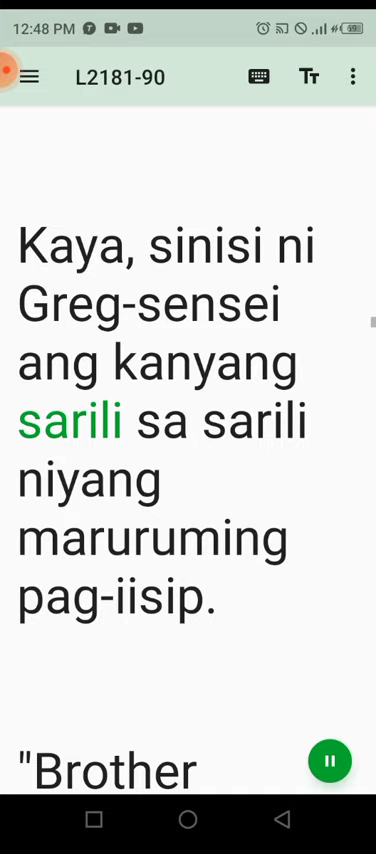 12:48 PM
L2181-90
Kaya, sinisi ni
Greg-sensei
ang kanyang
sarili sa sarili
niyang
maruruming
pag-iisip.
"Brother